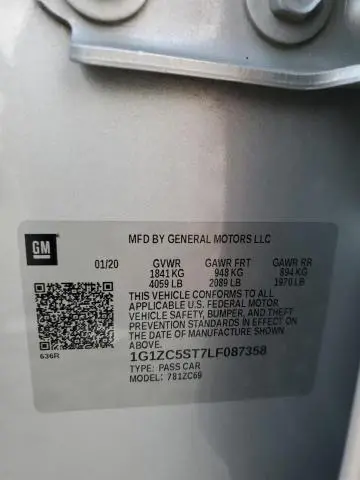 GM
MFD BY GENERAL MOTORS LLC
01/20 GVWR GAWR FRT GAWR RR
1841 KG 948 KG 894 KG
4059 LB 2089 LB 1970 LB
THIS VEHICLE CONFORMS TO ALL
APPLICABLE U.S. FEDERAL MOTOR
VEHICLE SAFETY, BUMPER, AND THEFT
PREVENTION STANDARDS IN EFFECT ON
THE DATE OF MANUFACTURE SHOWN
ABOVE.
636R
1G1ZC5ST7LF087358
TYPE: PASS CAR
MODEL: 781ZC69